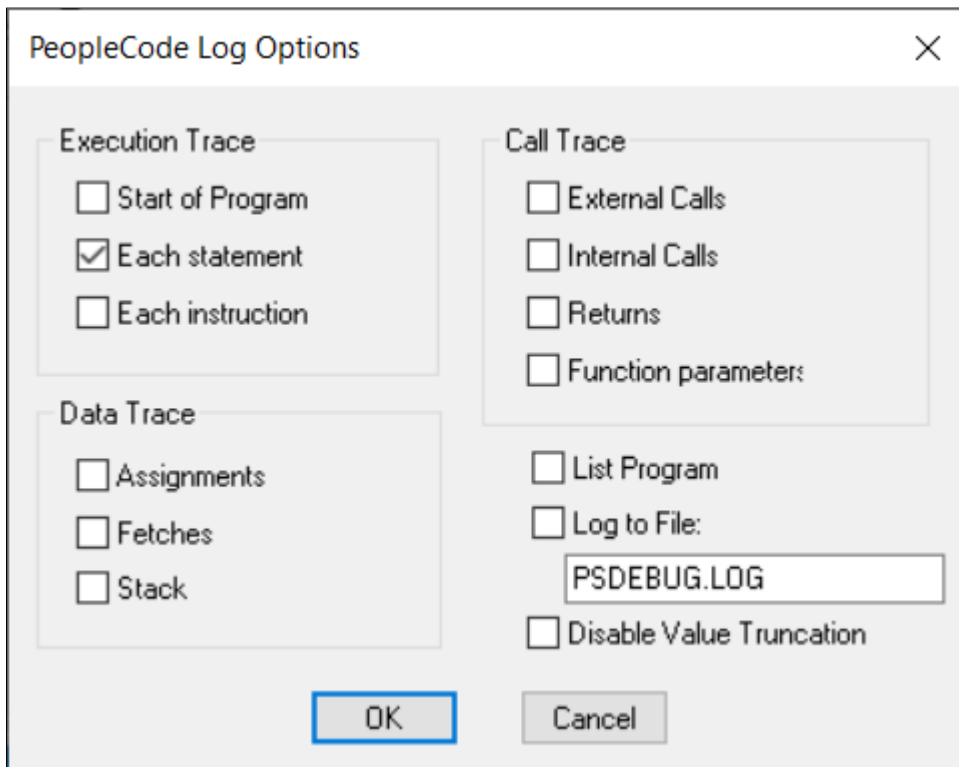 PeopleCode Log Options
Execution Trace
Start of Program
Each statement
Each instruction
Data Trace
Assignments
Fetches
Stack
Call Trace
External Calls
Internal Calls
Returns
Function parameters
List Program
Log to File:
PSDEBUG.LOG
Disable Value Truncation
OK
Cancel